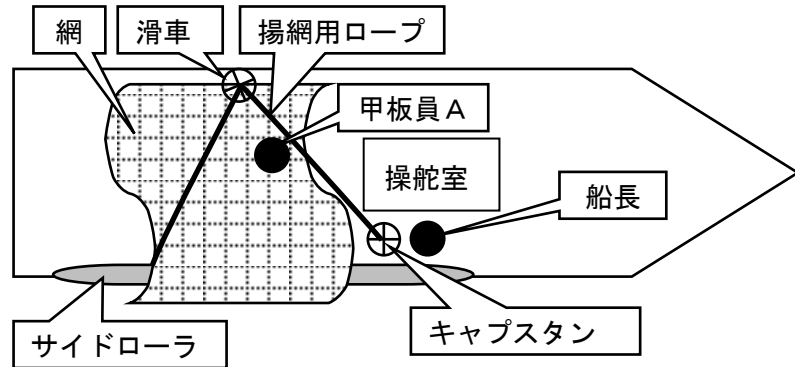 網
滑車
揚網用ロープ
甲板員A
操舵室
船長
サイドローラ
キャプスタン